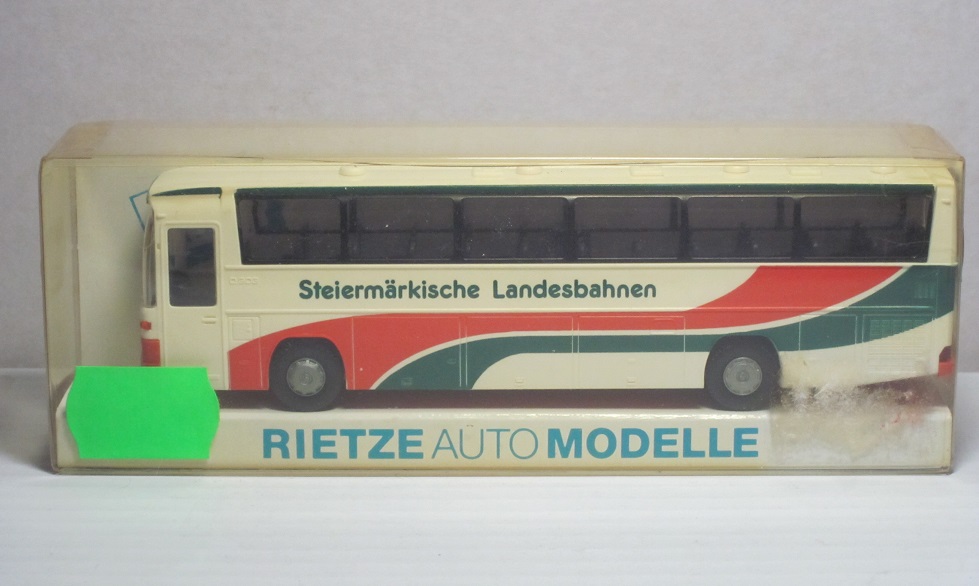 Steiermärkische Landesbahnen
RIETZE AUTO MODELLE